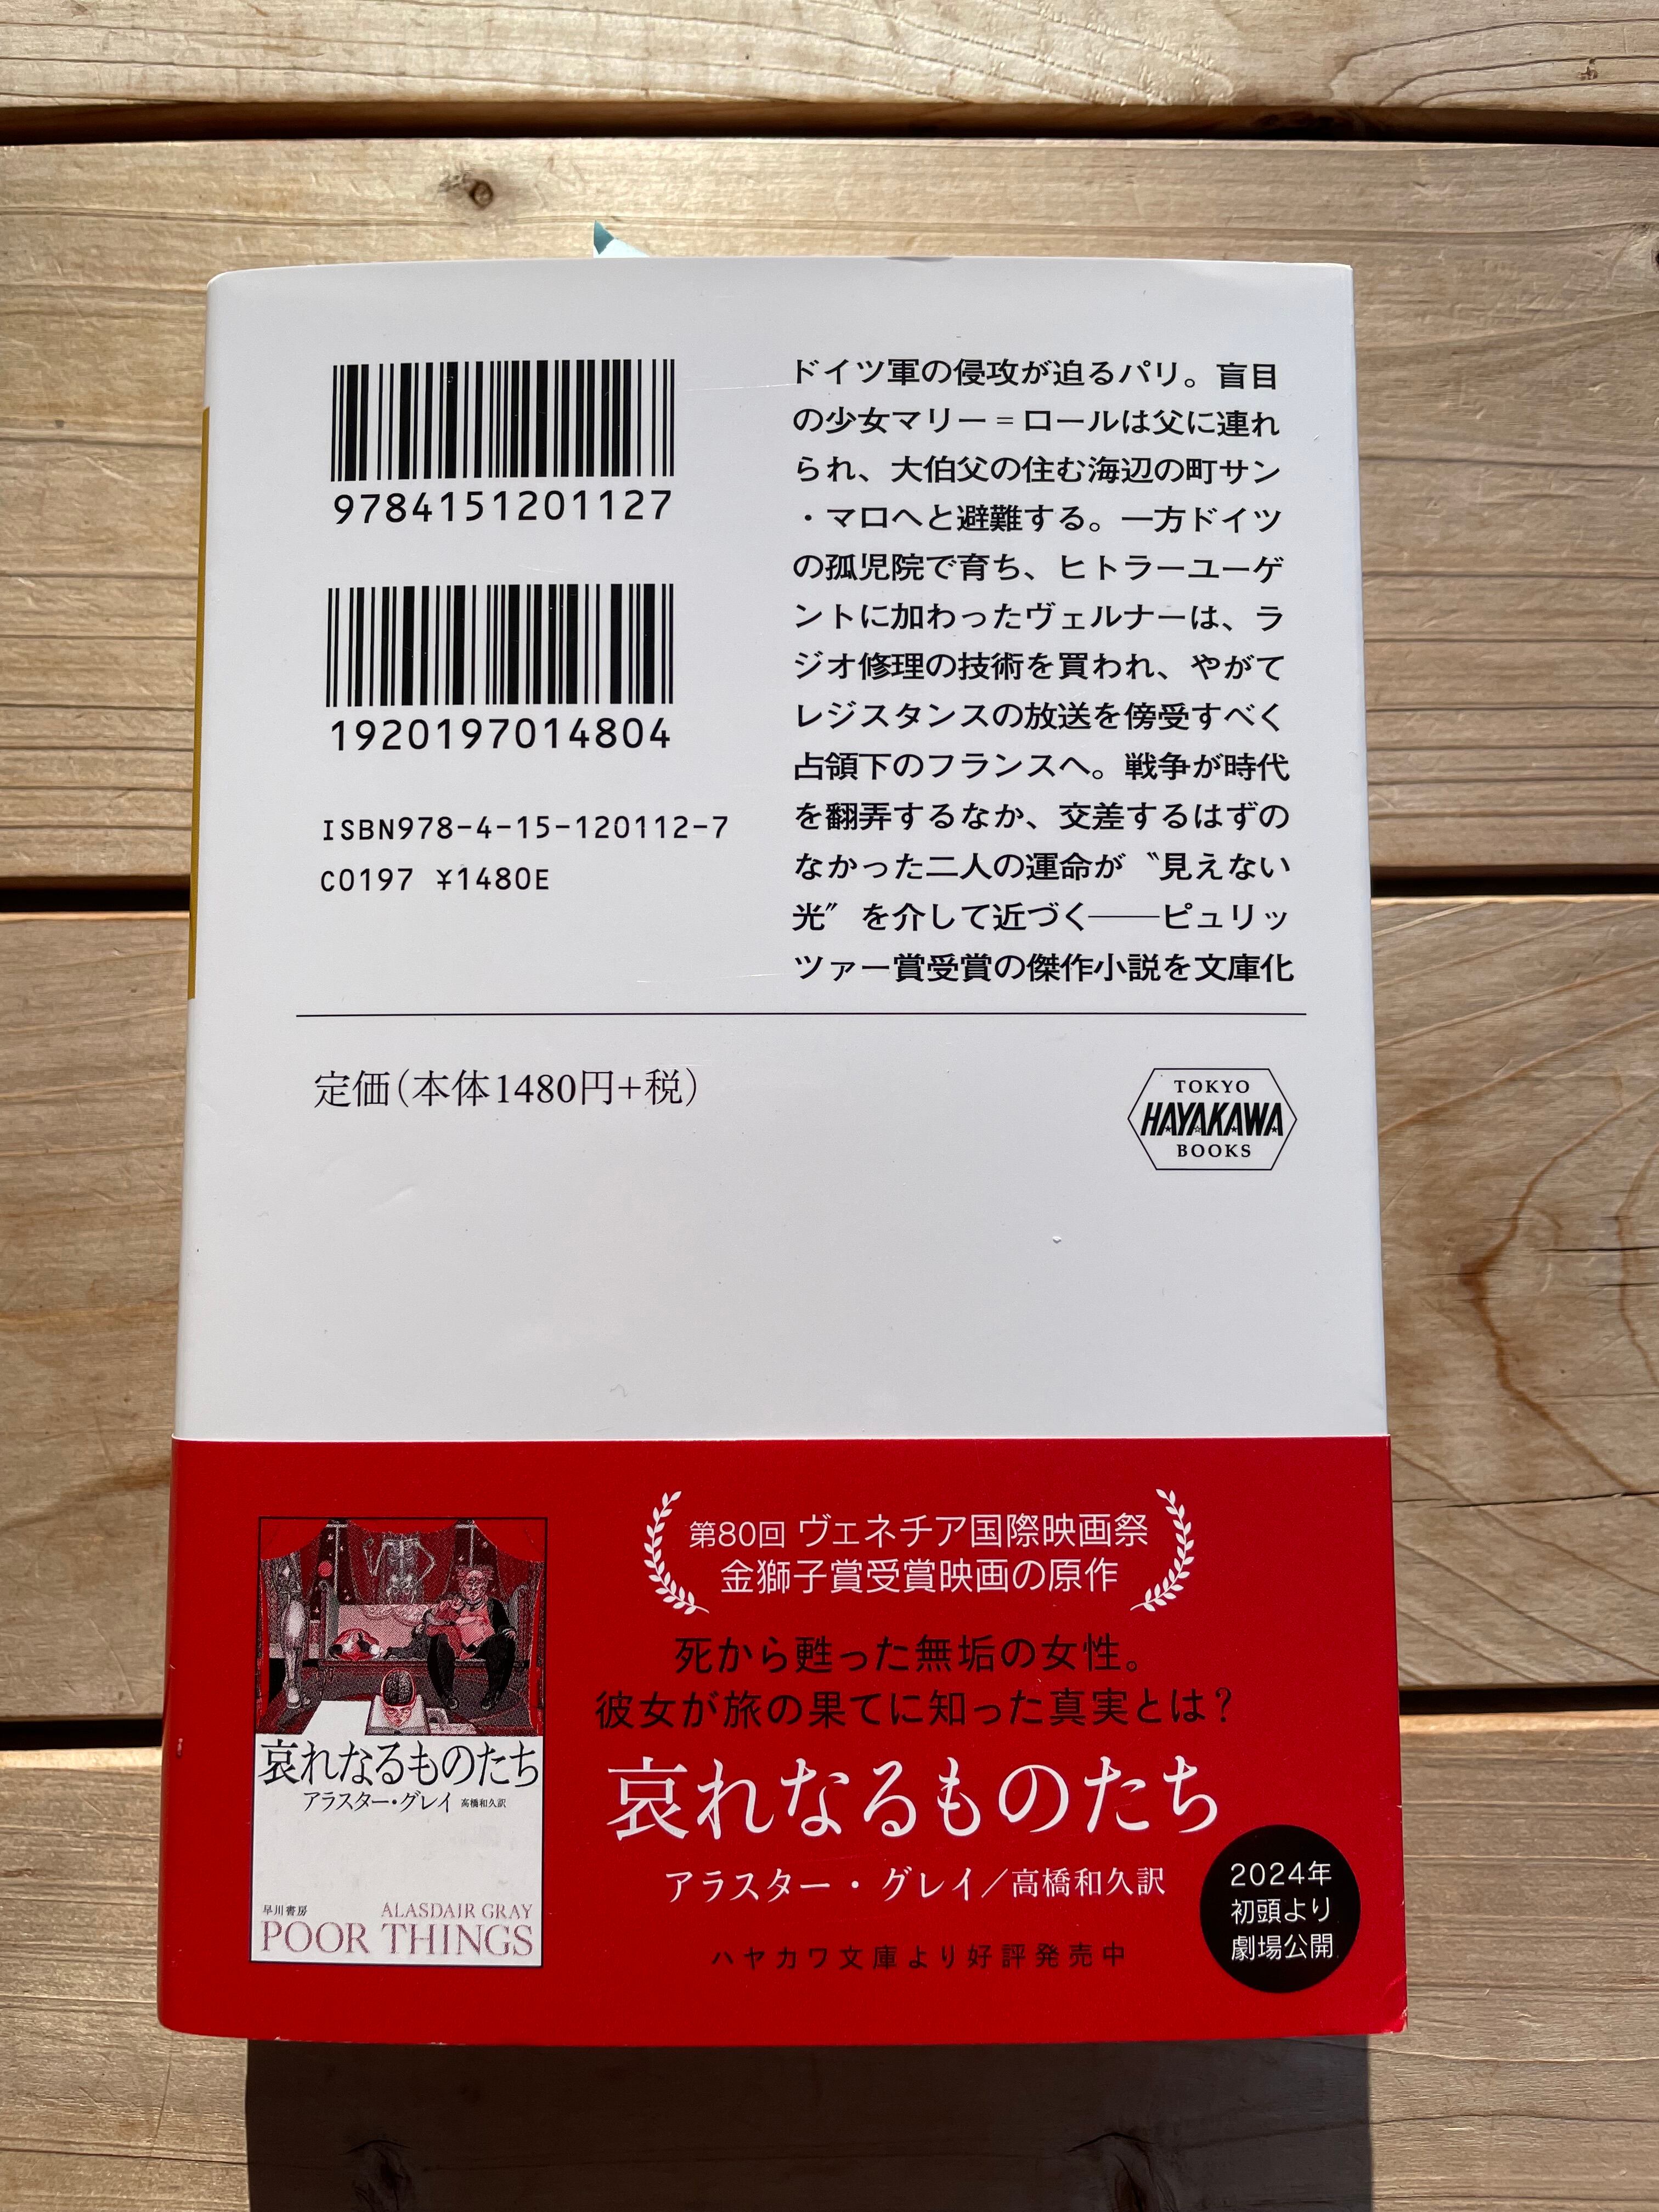 9784151201127
1920197014804
ISBN978-4-15-120112-7
C0197 ¥1480E
ドイツ軍の侵攻が迫るパリ。盲目
の少女マリー＝ロールは父に連れ
られ、大伯父の住む海辺の町サン
・マロへと避難する。一方ドイツ
の孤児院で育ち、ヒトラーユーゲ
ントに加わったヴェルナーは、ラ
ジオ修理の技術を買われ、やがて
レジスタンスの放送を傍受すべく
占領下のフランスへ。戦争が時代
を翻弄するなか、交差するはずの
なかった二人の運命が〝見えない
光〞を介して近づく──ピュリッ
ツァー賞受賞の傑作小説を文庫化
定価(本体1480円+税)
TOKYO
HAYAKAWA
BOOKS
第80回 ヴェネチア国際映画祭
金獅子賞受賞映画の原作
死から甦った無垢の女性。
彼女が旅の果てに知った真実とは？
哀れなるものたち
アラスター・グレイ／高橋和久訳
ハヤカワ文庫より好評発売中
2024年
初頭より
劇場公開
哀れなるものたち
アラスター・グレイ 高橋和久訳
早川書房
ALASDAIR GRAY
POOR THINGS